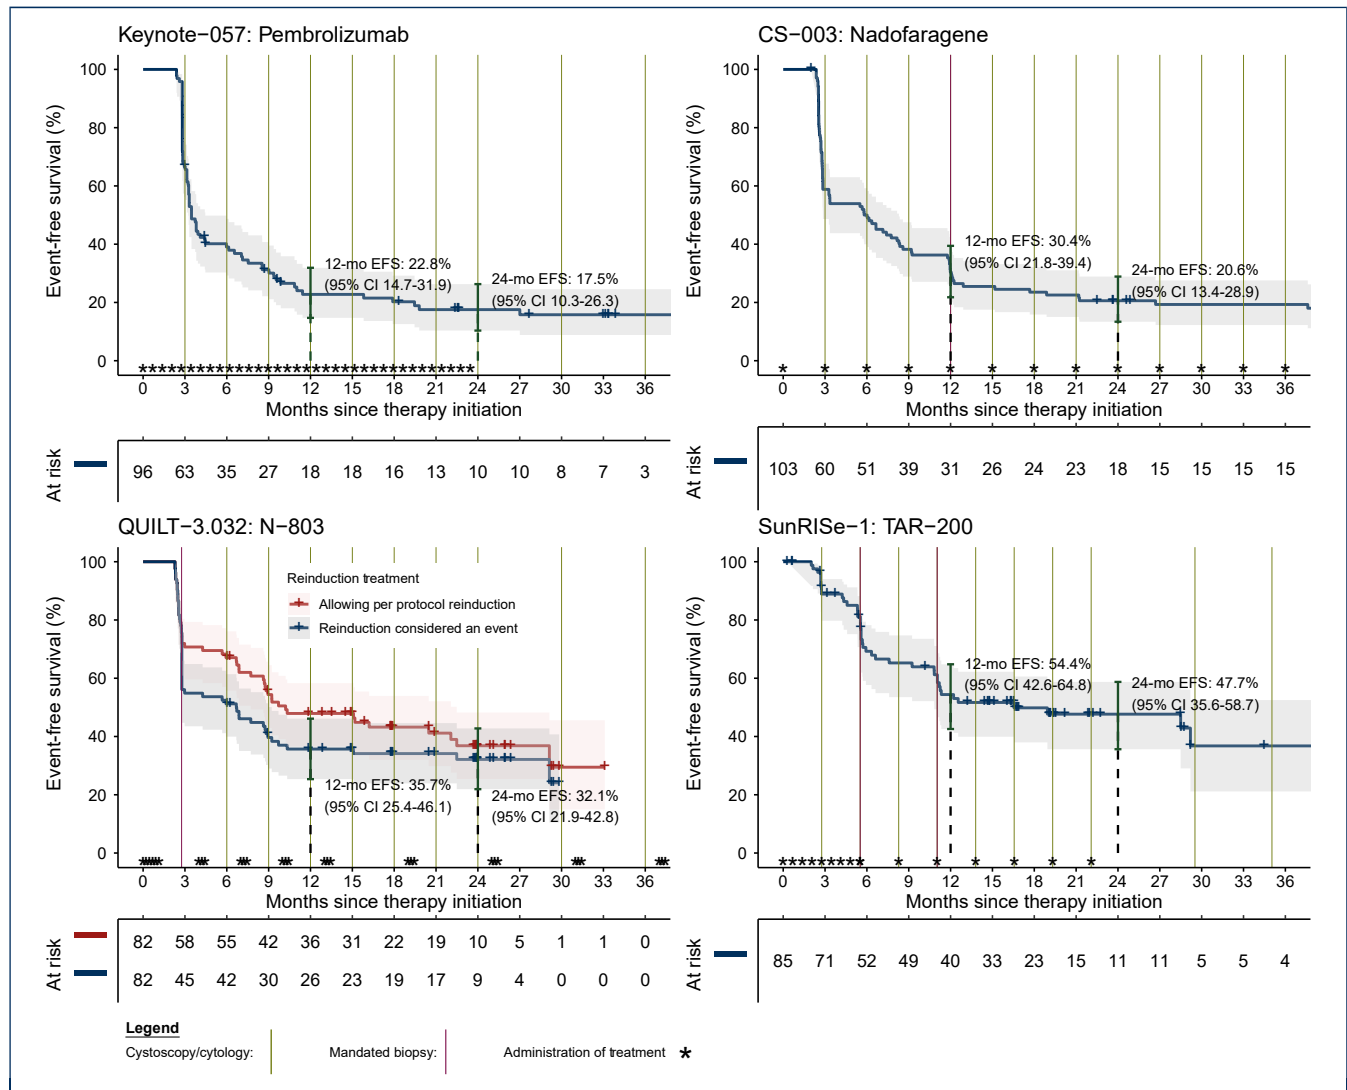 Keynote−057: Pembrolizumab
Event-free survival (%)
100
80
60
40
20
0
12-mo EFS: 22.8%
(95% CI 14.7-31.9)
24-mo EFS: 17.5%
(95% CI 10.3-26.3)
0 3 6 9 12 15 18 21 24 27 30 33 36
Months since therapy initiation
At risk
96 63 35 27 18 18 16 13 10 10 8 7 3
CS−003: Nadofaragene
Event-free survival (%)
100
80
60
40
20
0
12-mo EFS: 30.4%
(95% CI 21.8-39.4)
24-mo EFS: 20.6%
(95% CI 13.4-28.9)
0 3 6 9 12 15 18 21 24 27 30 33 36
Months since therapy initiation
At risk
103 60 51 39 31 26 24 23 18 15 15 15 15
QUILT−3.032: N−803
Event-free survival (%)
100
80
60
40
20
0
Reinduction treatment
Allowing per protocol reinduction
Reinduction considered an event
12-mo EFS: 35.7%
(95% CI 25.4-46.1)
24-mo EFS: 32.1%
(95% CI 21.9-42.8)
0 3 6 9 12 15 18 21 24 27 30 33 36
Months since therapy initiation
At risk
82 58 55 42 36 31 22 19 10 5 1 1 0
82 45 42 30 26 23 19 17 9 4 0 0 0
SunRISe−1: TAR−200
Event-free survival (%)
100
80
60
40
20
0
12-mo EFS: 54.4%
(95% CI 42.6-64.8)
24-mo EFS: 47.7%
(95% CI 35.6-58.7)
0 3 6 9 12 15 18 21 24 27 30 33 36
Months since therapy initiation
At risk
85 71 52 49 40 33 23 15 11 11 5 5 4
Legend
Cystoscopy/cytology:
Mandated biopsy:
Administration of treatment *